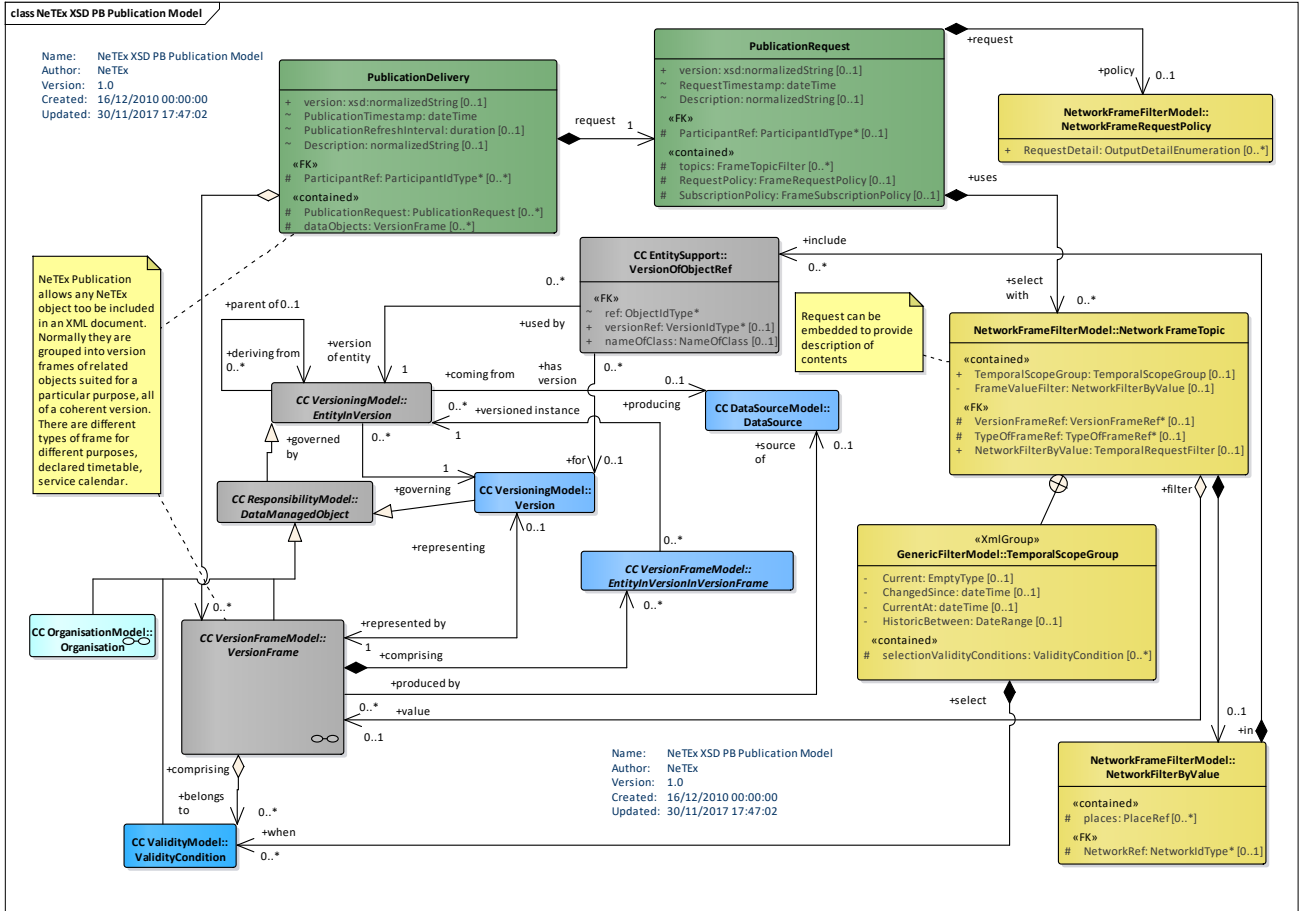 class NeTEx XSD PB Publication Model
Name: NeTEx XSD PB Publication Model
Author: NeTEx
Version: 1.0
Created: 16/12/2010 00:00:00
Updated: 30/11/2017 17:47:02
PublicationDelivery
+ version: xsd:normalizedString [0..1]
~ PublicationTimestamp: dateTime
~ PublicationRefreshInterval: duration [0..1]
~ Description: normalizedString [0..1]
«FK»
# ParticipantRef: ParticipantIdType* [0..*]
«contained»
# PublicationRequest: PublicationRequest [0..*]
# dataObjects: VersionFrame [0..*]
request
1
PublicationRequest
+ version: xsd:normalizedString [0..1]
~ RequestTimestamp: dateTime
~ Description: normalizedString [0..1]
«FK»
# ParticipantRef: ParticipantIdType* [0..1]
«contained»
# topics: FrameTopicFilter [0..*]
# RequestPolicy: FrameRequestPolicy [0..1]
# SubscriptionPolicy: FrameSubscriptionPolicy [0..1]
+request
+policy
0..1
NetworkFrameFilterModel::
NetworkFrameRequestPolicy
+ RequestDetail: OutputDetailEnumeration [0..*]
+uses
+select
with
0..*
NeTEx Publication
allows any NeTEx
object too be included
in an XML document.
Normally they are
grouped into version
frames of related
objects suited for a
particular purpose, all
of a coherent version.
There are different
types of frame for
different purposes,
declared timetable,
service calendar.
CC EntitySupport::
VersionOfObjectRef
«FK»
~ ref: ObjectIdType*
+ versionRef: VersionIdType* [0..1]
+ nameOfClass: NameOfClass [0..1]
+include
0..*
0..*
+used by
Request can be
embedded to provide
description of
contents
NetworkFrameFilterModel::Network FrameTopic
«contained»
+ TemporalScopeGroup: TemporalScopeGroup [0..1]
- FrameValueFilter: NetworkFilterByValue [0..1]
«FK»
# VersionFrameRef: VersionFrameRef* [0..*]
# TypeOfFrameRef: TypeOfFrameRef* [0..*]
+ NetworkFilterByValue: TemporalRequestFilter [0..1]
+parent of
0..1
+deriving from
0..*
+version
of entity
1
+coming from
+has
version
0..*
0..1
+producing
CC VersioningModel::
EntityInVersion
0..*
+versioned instance
1
CC DataSourceModel::
DataSource
+source
of
0..1
+governed
by
0..*
1
+governing
+for
0..1
CC ResponsibilityModel::
DataManagedObject
CC VersioningModel::
Version
0..1
+representing
0..*
CC VersionFrameModel::
EntityInVersionInVersionFrame
0..*
+filter
«XmlGroup»
GenericFilterModel::TemporalScopeGroup
- Current: EmptyType [0..1]
- ChangedSince: dateTime [0..1]
- CurrentAt: dateTime [0..1]
- HistoricBetween: DateRange [0..1]
«contained»
# selectionValidityConditions: ValidityCondition [0..*]
CC OrganisationModel::
Organisation
0..*
CC VersionFrameModel::
VersionFrame
+represented by
1
+comprising
+produced by
0..*
+value
0..1
+select
0..1
+in
+comprising
+belongs
to
0..*
CC ValidityModel::
ValidityCondition
+when
0..*
Name: NeTEx XSD PB Publication Model
Author: NeTEx
Version: 1.0
Created: 16/12/2010 00:00:00
Updated: 30/11/2017 17:47:02
NetworkFrameFilterModel::
NetworkFilterByValue
«contained»
# places: PlaceRef [0..*]
«FK»
# NetworkRef: NetworkIdType* [0..1]